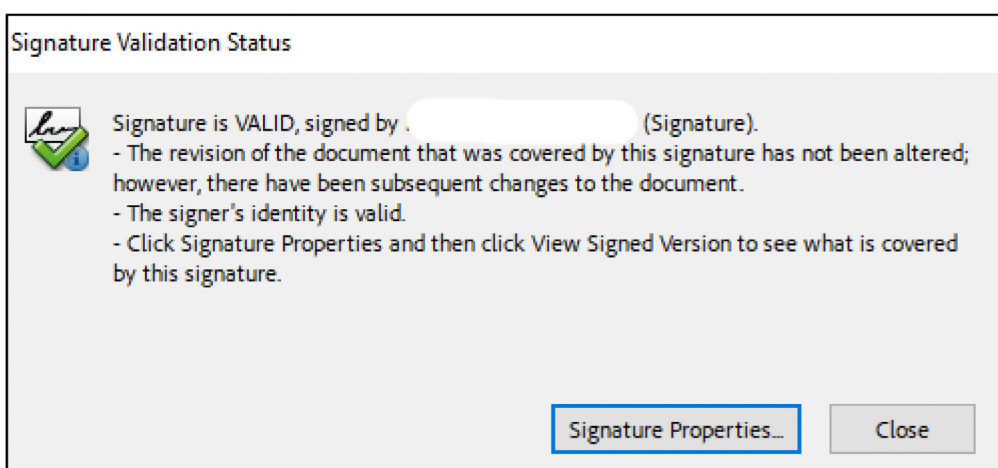 Signature Validation Status
Signature is VALID, signed by
(Signature).
- The revision of the document that was covered by this signature has not been altered;
however, there have been subsequent changes to the document.
- The signer's identity is valid.
- Click Signature Properties and then click View Signed Version to see what is covered
by this signature.
Signature Properties...
Close